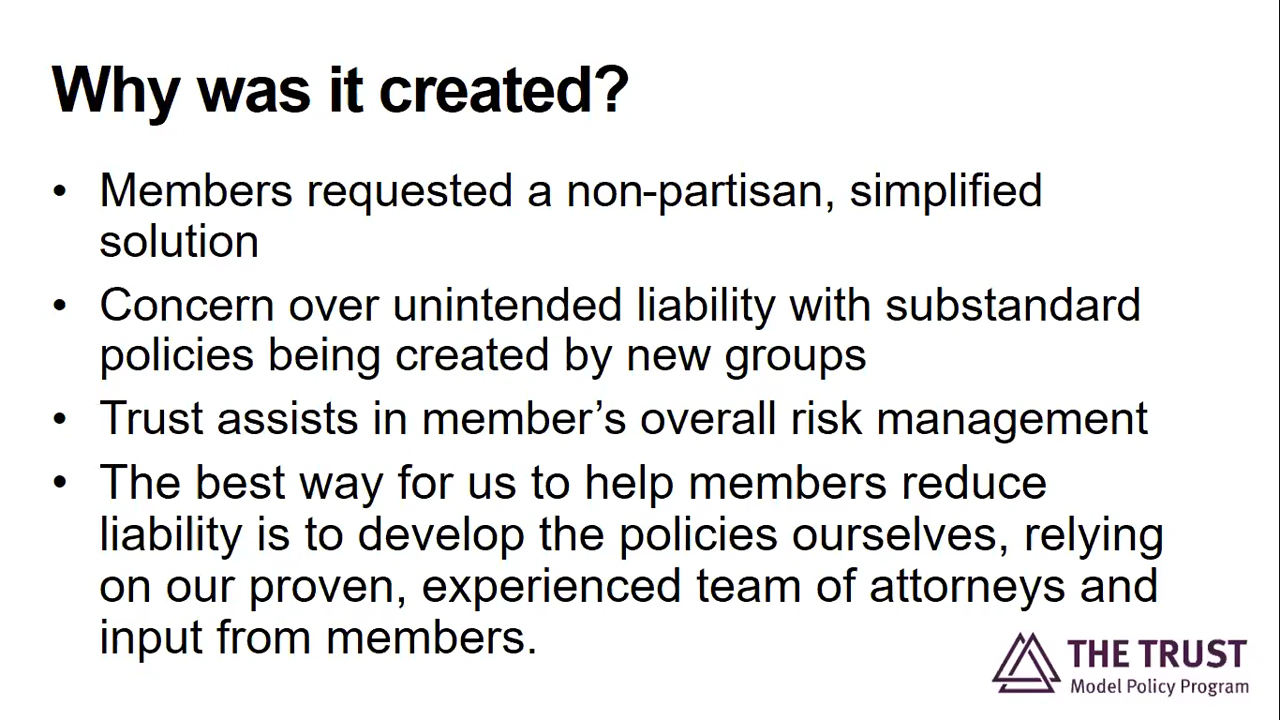 Why was it created?
• Members requested a non-partisan, simplified
solution
• Concern over unintended liability with substandard
policies being created by new groups
• Trust assists in member’s overall risk management
• The best way for us to help members reduce
liability is to develop the policies ourselves, relying
on our proven, experienced team of attorneys and
input from members.
THE TRUST
Model Policy Program